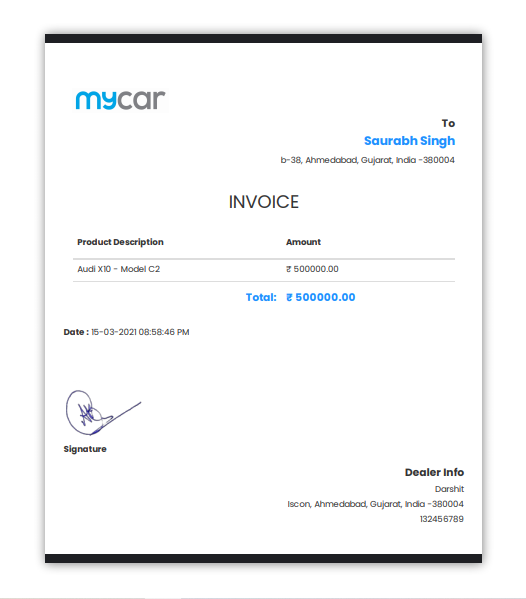 mycar
To
Saurabh Singh
b-38, Ahmedabad, Gujarat, India -380004
INVOICE
Product Description Amount
Audi X10 - Model C2 ₹ 500000.00
Total: ₹ 500000.00
Date : 15-03-2021 08:58:46 PM
Signature
Dealer Info
Darshit
Iscon, Ahmedabad, Gujarat, India -380004
132456789